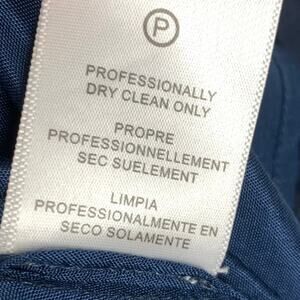 P
PROFESSIONALLY
DRY CLEAN ONLY
PROPRE
PROFESSIONNELLEMENT
SEC SUELEMENT
LIMPIA
PROFESSIONALMENTE EN
SECO SOLAMENTE